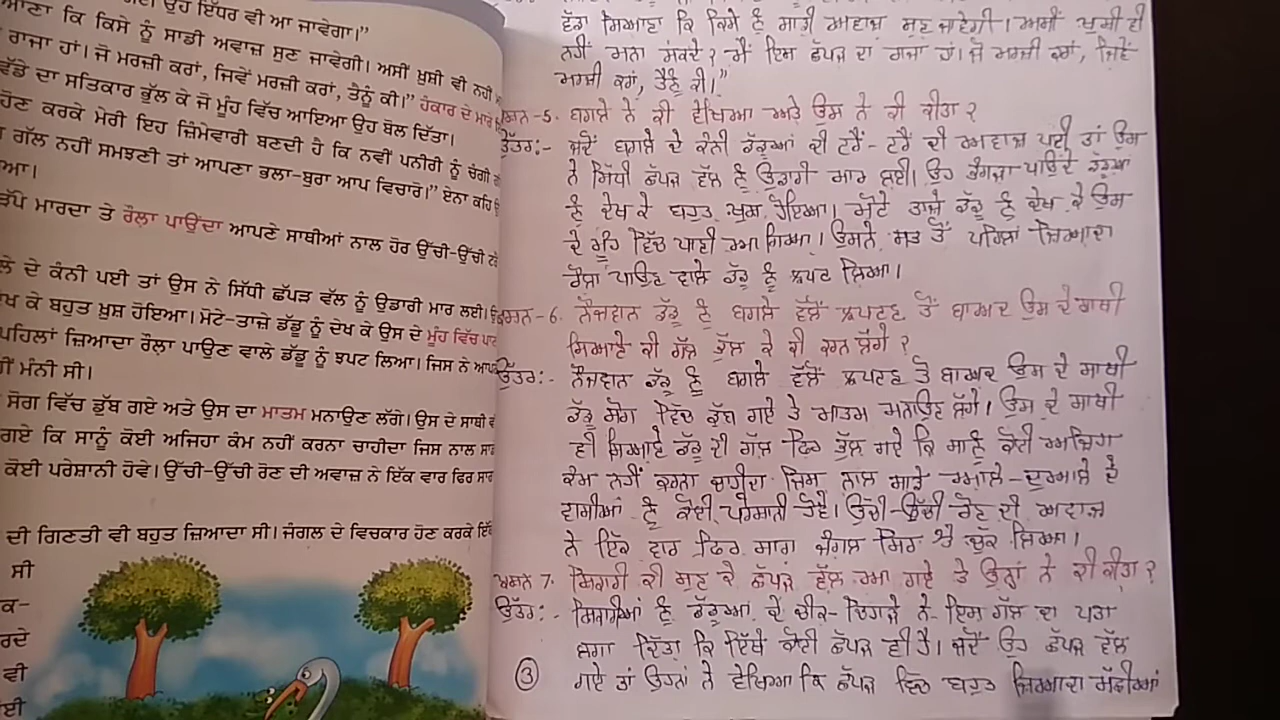 ਉਹ ਇੱਧਰ ਵੀ ਆ ਜਾਵੇਗਾ।”
ਕਿ ਕਿਸੇ ਨੂੰ ਸਾਡੀ ਅਵਾਜ਼ ਸੁਣ ਜਾਵੇਗੀ। ਅਸੀਂ ਖ਼ੁਸ਼ੀ ਵੀ ਨਹੀਂ
ਰਾਜਾ ਹਾਂ। ਜੋ ਮਰਜ਼ੀ ਕਰਾਂ, ਜਿਵੇਂ ਮਰਜ਼ੀ ਕਰਾਂ, ਤੈਨੂੰ ਕੀ।” ਹੰਕਾਰ ਦੇ ਮਾਰੇ
ਵੱਡੇ ਦਾ ਸਤਿਕਾਰ ਭੁੱਲ ਕੇ ਜੋ ਮੂੰਹ ਵਿੱਚ ਆਇਆ ਉਹ ਬੋਲ ਦਿੱਤਾ।
ਹੋਣ ਕਰਕੇ ਮੇਰੀ ਇਹ ਜ਼ਿੰਮੇਵਾਰੀ ਬਣਦੀ ਹੈ ਕਿ ਨਵੀਂ ਪਨੀਰੀ ਨੂੰ ਚੰਗੀ
ਗੱਲ ਨਹੀਂ ਸਮਝਣੀ ਤਾਂ ਆਪਣਾ ਭਲਾ-ਬੁਰਾ ਆਪ ਵਿਚਾਰੋ।” ਏਨਾ ਕਹਿ
ਮਾਰਦਾ ਤੇ ਰੌਲ਼ਾ ਪਾਉਂਦਾ ਆਪਣੇ ਸਾਥੀਆਂ ਨਾਲ ਹੋਰ ਉੱਚੀ-ਉੱਚੀ
ਦੇ ਕੰਨੀ ਪਈ ਤਾਂ ਉਸ ਨੇ ਸਿੱਧੀ ਛੱਪੜ ਵੱਲ ਨੂੰ ਉਡਾਰੀ ਮਾਰ ਲਈ।
ਕੇ ਬਹੁਤ ਖ਼ੁਸ਼ ਹੋਇਆ। ਮੋਟੇ-ਤਾਜ਼ੇ ਡੱਡੂ ਨੂੰ ਦੇਖ ਕੇ ਉਸ ਦੇ ਮੂੰਹ ਵਿੱਚ
ਪਹਿਲਾਂ ਜ਼ਿਆਦਾ ਰੌਲ਼ਾ ਪਾਉਣ ਵਾਲੇ ਡੱਡੂ ਨੂੰ ਝਪਟ ਲਿਆ। ਜਿਸ ਨੇ
ਮੰਨੀ ਸੀ।
ਸੋਗ ਵਿੱਚ ਡੁੱਬ ਗਏ ਅਤੇ ਉਸ ਦਾ ਮਾਤਮ ਮਨਾਉਣ ਲੱਗੇ। ਉਸ ਦੇ ਸਾਥੀ
ਗਏ ਕਿ ਸਾਨੂੰ ਕੋਈ ਅਜਿਹਾ ਕੰਮ ਨਹੀਂ ਕਰਨਾ ਚਾਹੀਦਾ ਜਿਸ ਨਾਲ
ਕੋਈ ਪਰੇਸ਼ਾਨੀ ਹੋਵੇ। ਉੱਚੀ-ਉੱਚੀ ਰੋਣ ਦੀ ਅਵਾਜ਼ ਨੇ ਇੱਕ ਵਾਰ ਫਿਰ
ਦੀ ਗਿਣਤੀ ਵੀ ਬਹੁਤ ਜ਼ਿਆਦਾ ਸੀ। ਜੰਗਲ ਦੇ ਵਿਚਕਾਰ ਹੋਣ ਕਰਕੇ
ਸੀ
ਵੀ
ਵੱਡਾ ਸਿਆਣਾ ਕਿ ਕਿਸੇ ਨੂੰ ਸਾਡੀ ਅਵਾਜ਼ ਸੁਣ ਜਾਵੇਗੀ। ਅਸੀਂ ਖ਼ੁਸ਼ੀ ਵੀ
ਨਹੀਂ ਮਨਾ ਸਕਦੇ? ਮੈਂ ਇਸ ਛੱਪੜ ਦਾ ਰਾਜਾ ਹਾਂ। ਜੋ ਮਰਜ਼ੀ ਕਰਾਂ, ਜਿਵੇਂ
ਮਰਜ਼ੀ ਕਰਾਂ, ਤੈਨੂੰ ਕੀ।”
ਪ੍ਰਸ਼ਨ-5. ਬਗਲੇ ਨੇ ਕੀ ਵੇਖਿਆ ਅਤੇ ਉਸ ਨੇ ਕੀ ਕੀਤਾ?
ਉੱਤਰ:- ਜਦੋਂ ਬਗਲੇ ਦੇ ਕੰਨੀ ਡੱਡੂਆਂ ਦੀ ਟਰੈਂ-ਟਰੈਂ ਦੀ ਅਵਾਜ਼ ਪਈ ਤਾਂ ਉਸ
ਨੇ ਸਿੱਧੀ ਛੱਪੜ ਵੱਲ ਨੂੰ ਉਡਾਰੀ ਮਾਰ ਲਈ। ਉਹ ਭੰਗੜਾ ਪਾਉਂਦੇ ਡੱਡੂਆਂ
ਨੂੰ ਦੇਖ ਕੇ ਬਹੁਤ ਖ਼ੁਸ਼ ਹੋਇਆ। ਮੋਟੇ ਤਾਜ਼ੇ ਡੱਡੂ ਨੂੰ ਦੇਖ ਕੇ ਉਸ
ਦੇ ਮੂੰਹ ਵਿੱਚ ਪਾਣੀ ਆ ਗਿਆ। ਉਸਨੇ ਸਭ ਤੋਂ ਪਹਿਲਾਂ ਜ਼ਿਆਦਾ
ਰੌਲਾ ਪਾਉਣ ਵਾਲੇ ਡੱਡੂ ਨੂੰ ਝਪਟ ਲਿਆ।
ਪ੍ਰਸ਼ਨ-6. ਨੌਜਵਾਨ ਡੱਡੂ ਨੂੰ ਬਗਲੇ ਵੱਲੋਂ ਝਪਟਣ ਤੋਂ ਬਾਅਦ ਉਸ ਦੇ ਸਾਥੀ
ਸਿਆਣੇ ਦੀ ਗੱਲ ਭੁੱਲ ਕੇ ਕੀ ਕਰਨ ਲੱਗੇ?
ਉੱਤਰ:- ਨੌਜਵਾਨ ਡੱਡੂ ਨੂੰ ਬਗਲੇ ਵੱਲੋਂ ਝਪਟਣ ਤੋਂ ਬਾਅਦ ਉਸ ਦੇ ਸਾਥੀ
ਡੱਡੂ ਸੋਗ ਵਿੱਚ ਡੁੱਬ ਗਏ ਤੇ ਮਾਤਮ ਮਨਾਉਣ ਲੱਗੇ। ਉਸ ਦੇ ਸਾਥੀ
ਵੀ ਸਿਆਣੇ ਡੱਡੂ ਦੀ ਗੱਲ ਫਿਰ ਭੁੱਲ ਗਏ ਕਿ ਸਾਨੂੰ ਕੋਈ ਅਜਿਹਾ
ਕੰਮ ਨਹੀਂ ਕਰਨਾ ਚਾਹੀਦਾ ਜਿਸ ਨਾਲ ਸਾਡੇ ਆਲੇ-ਦੁਆਲੇ ਦੇ
ਵਾਸੀਆਂ ਨੂੰ ਕੋਈ ਪਰੇਸ਼ਾਨੀ ਹੋਵੇ। ਉੱਚੀ-ਉੱਚੀ ਰੋਣ ਦੀ ਅਵਾਜ਼
ਨੇ ਇੱਕ ਵਾਰ ਫਿਰ ਸਾਰਾ ਜੰਗਲ ਸਿਰ ਤੇ ਚੁੱਕ ਲਿਆ।
ਪ੍ਰਸ਼ਨ 7. ਸ਼ਿਕਾਰੀ ਕੀ ਸੁਣ ਕੇ ਛੱਪੜ ਵੱਲ ਆ ਗਏ ਤੇ ਉਹਨਾਂ ਨੇ ਕੀ ਕੀਤਾ?
ਉੱਤਰ:- ਸ਼ਿਕਾਰੀਆਂ ਨੂੰ ਡੱਡੂਆਂ ਦੇ ਚੀਕ-ਚਿਹਾੜੇ ਨੇ ਇਸ ਗੱਲ ਦਾ ਪਤਾ
ਲਗਾ ਦਿੱਤਾ ਕਿ ਇੱਥੇ ਕੋਈ ਛੱਪੜ ਵੀ ਹੈ। ਜਦੋਂ ਉਹ ਛੱਪੜ ਵੱਲ
3 ਗਏ ਤਾਂ ਉਹਨਾਂ ਨੇ ਵੇਖਿਆ ਕਿ ਛੱਪੜ ਵਿੱਚ ਬਹੁਤ ਜ਼ਿਆਦਾ ਮੱਛੀਆਂ